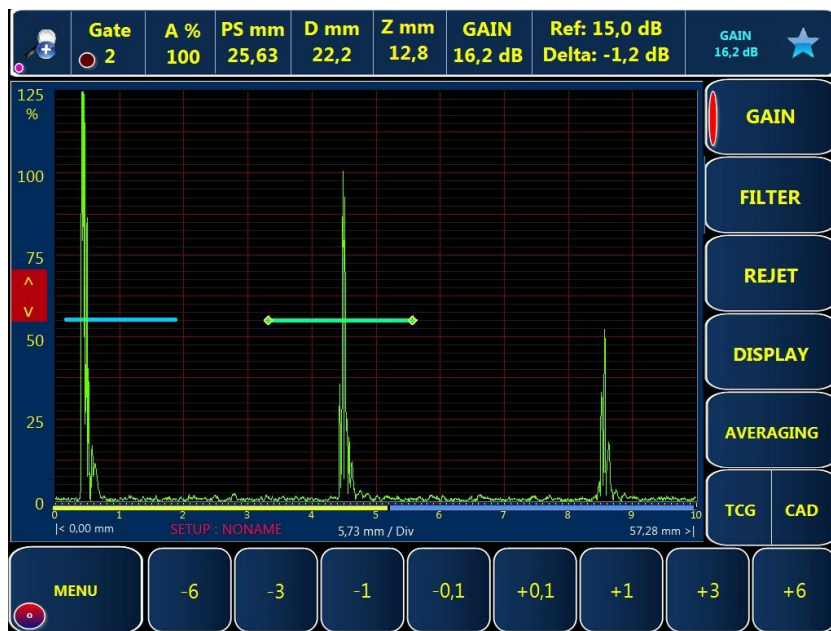 Gate
2
A %
100
PS mm
25,63
D mm
22,2
Z mm
12,8
GAIN
16,2 dB
Ref: 15,0 dB
Delta: -1,2 dB
GAIN
16,2 dB
125
%
100
75
^
v
50
25
0
0 1 2 3 4 5 6 7 8 9 10
|< 0,00 mm SETUP : NONAME 5,73 mm / Div 57,28 mm >|
GAIN
FILTER
REJET
DISPLAY
AVERAGING
TCG CAD
MENU -6 -3 -1 -0,1 +0,1 +1 +3 +6